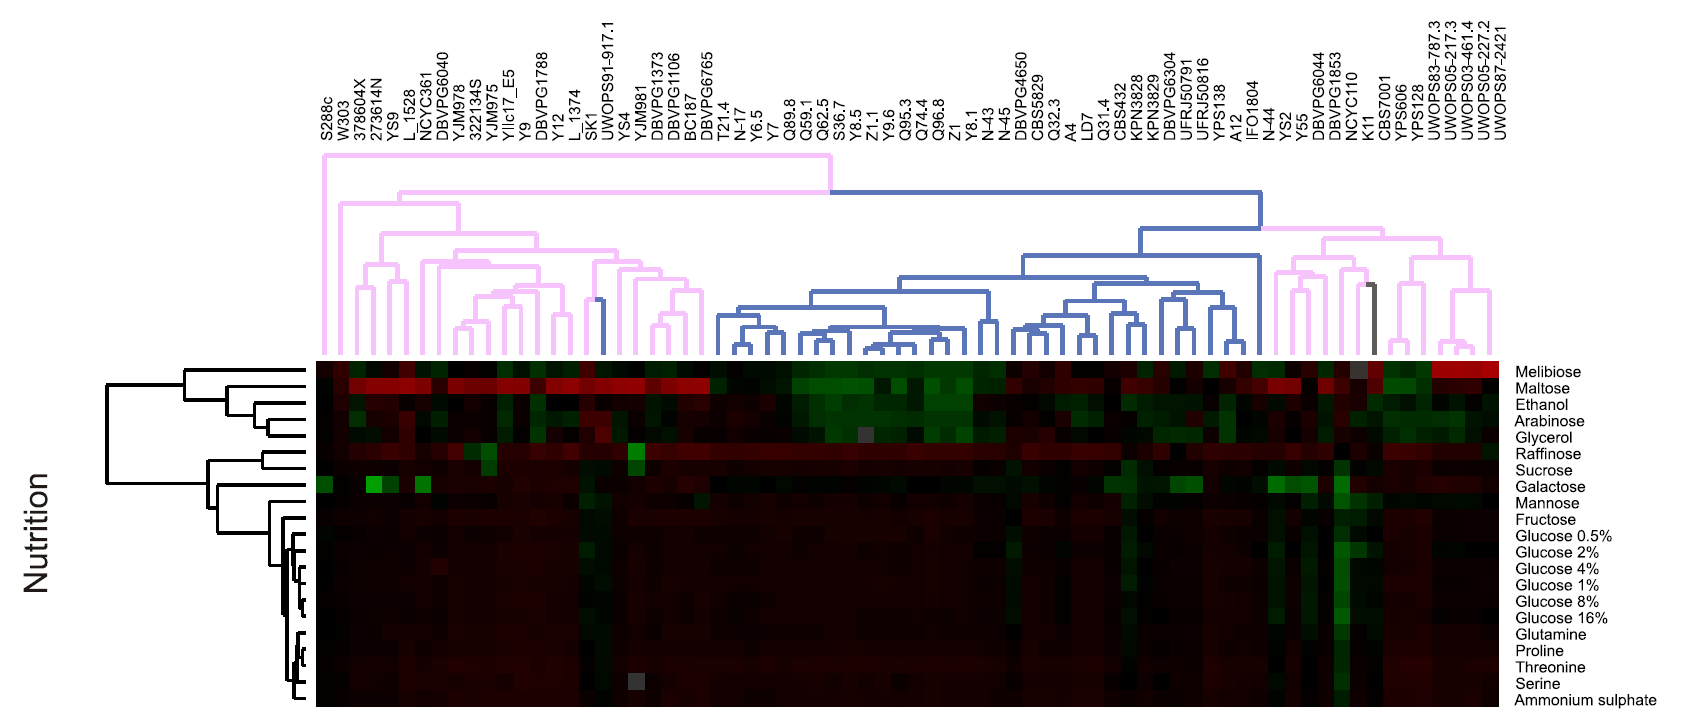 S288c
W303
378604X
273614N
YS9
L_1528
NCYC361
DBVPG6040
YJM978
322134S
YJM975
Yllc17_E5
Y9
DBVPG1788
Y12
L_1374
SK1
UWOPS91-917.1
YS4
YJM981
DBVPG1373
DBVPG1106
BC187
DBVPG6765
T21.4
N-17
Y6.5
Y7
Q89.8
Q59.1
Q62.5
S36.7
Y8.5
Z1.1
Y9.6
Q95.3
Q74.4
Q96.8
Z1
Y8.1
N-43
N-45
DBVPG4650
CBS5829
Q32.3
A4
LD7
Q31.4
CBS432
KPN3828
KPN3829
DBVPG6304
UFRJ50791
UFRJ50816
YPS138
A12
IFO1804
N-44
YS2
Y55
DBVPG6044
DBVPG1853
NCYC110
K11
CBS7001
YPS606
YPS128
UWOPS83-787.3
UWOPS05-217.3
UWOPS03-461.4
UWOPS05-227.2
UWOPS87-2421
Nutrition
Melibiose
Maltose
Ethanol
Arabinose
Glycerol
Raffinose
Sucrose
Galactose
Mannose
Fructose
Glucose 0.5%
Glucose 2%
Glucose 4%
Glucose 1%
Glucose 8%
Glucose 16%
Glutamine
Proline
Threonine
Serine
Ammonium sulphate